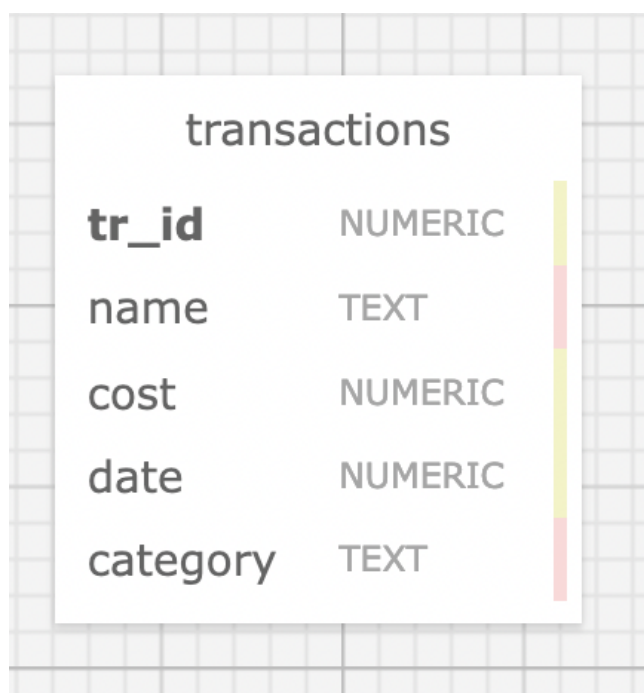 transactions
tr_id NUMERIC
name TEXT
cost NUMERIC
date NUMERIC
category TEXT